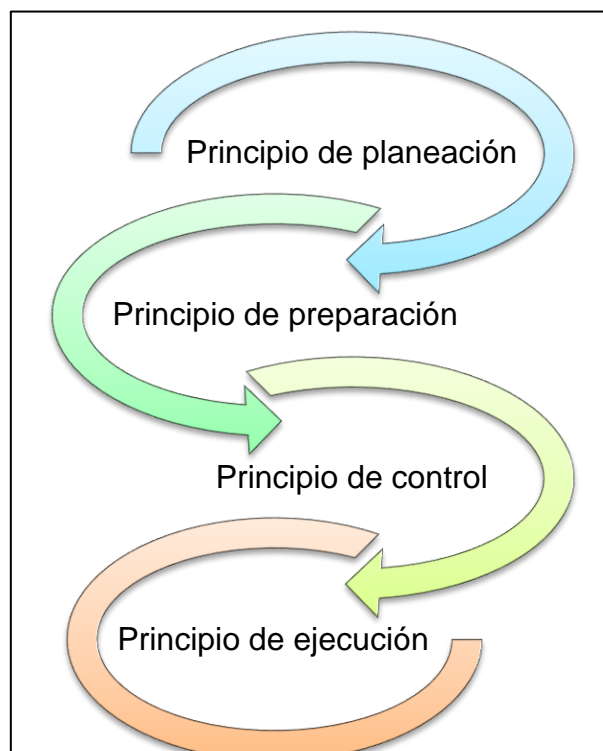 Principio de planeación
Principio de preparación
Principio de control
Principio de ejecución